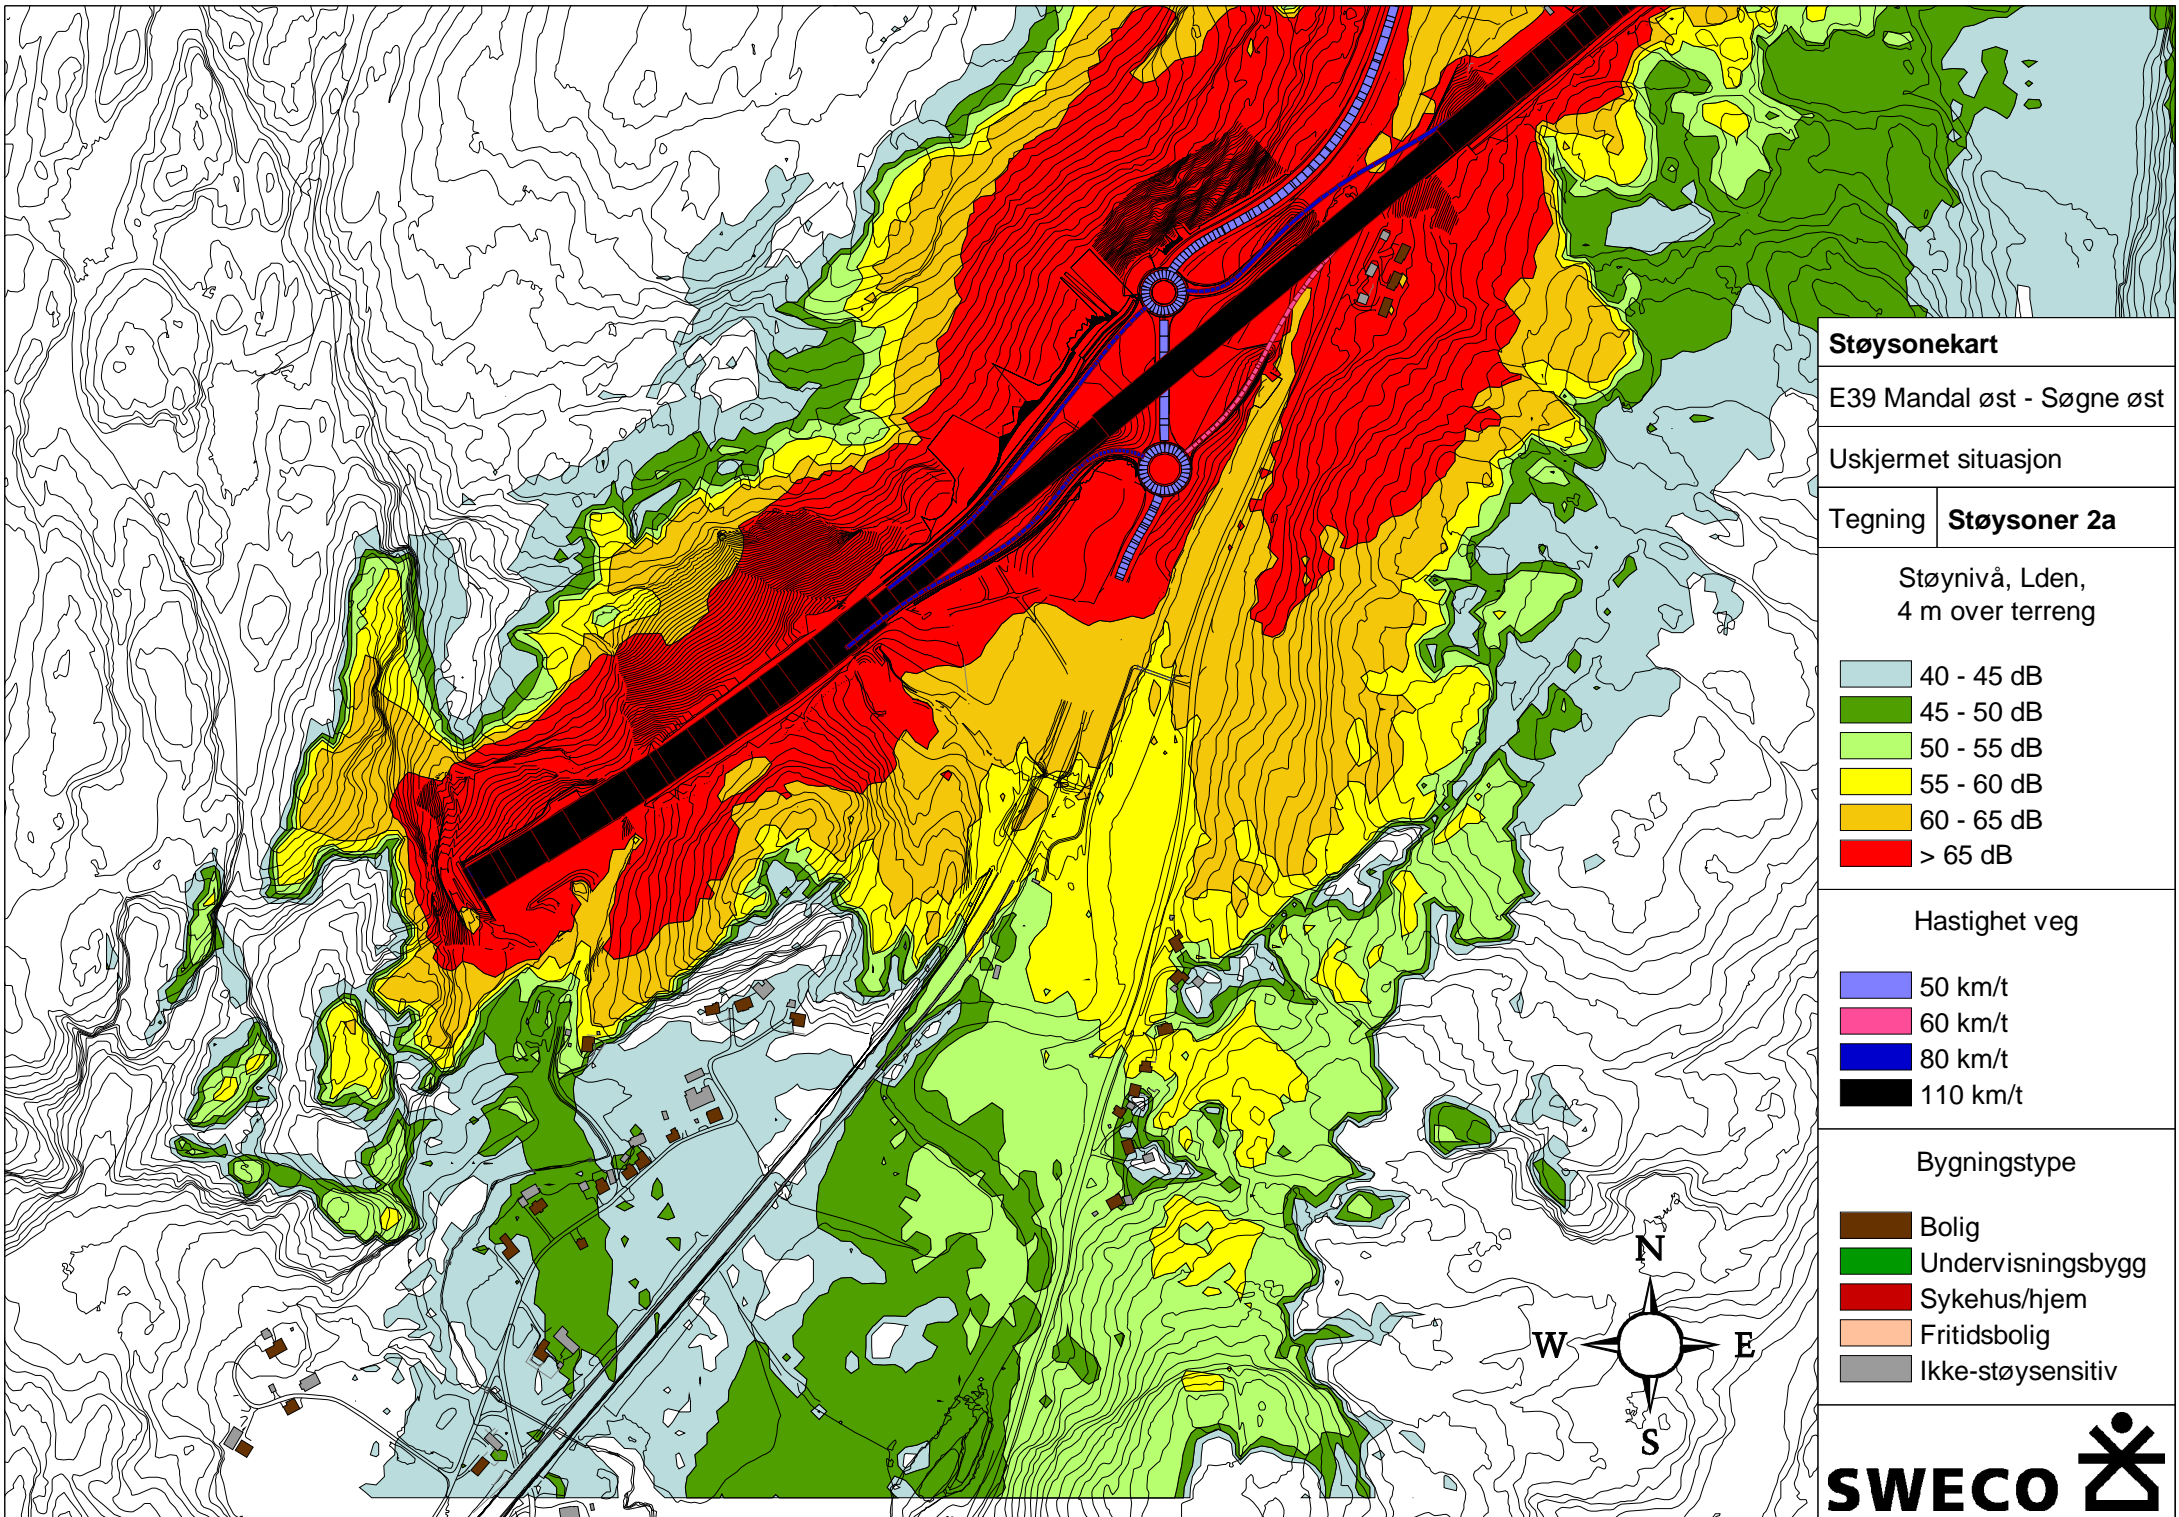 Støysonekart
E39 Mandal øst - Søgne øst
Uskjermet situasjon
Tegning Støysoner 2a
Støynivå, Lden,
4 m over terreng
40 - 45 dB
45 - 50 dB
50 - 55 dB
55 - 60 dB
60 - 65 dB
> 65 dB
Hastighet veg
50 km/t
60 km/t
80 km/t
110 km/t
Bygningstype
Bolig
Undervisningsbygg
Sykehus/hjem
Fritidsbolig
Ikke-støysensitiv
N
W E
S
SWECO